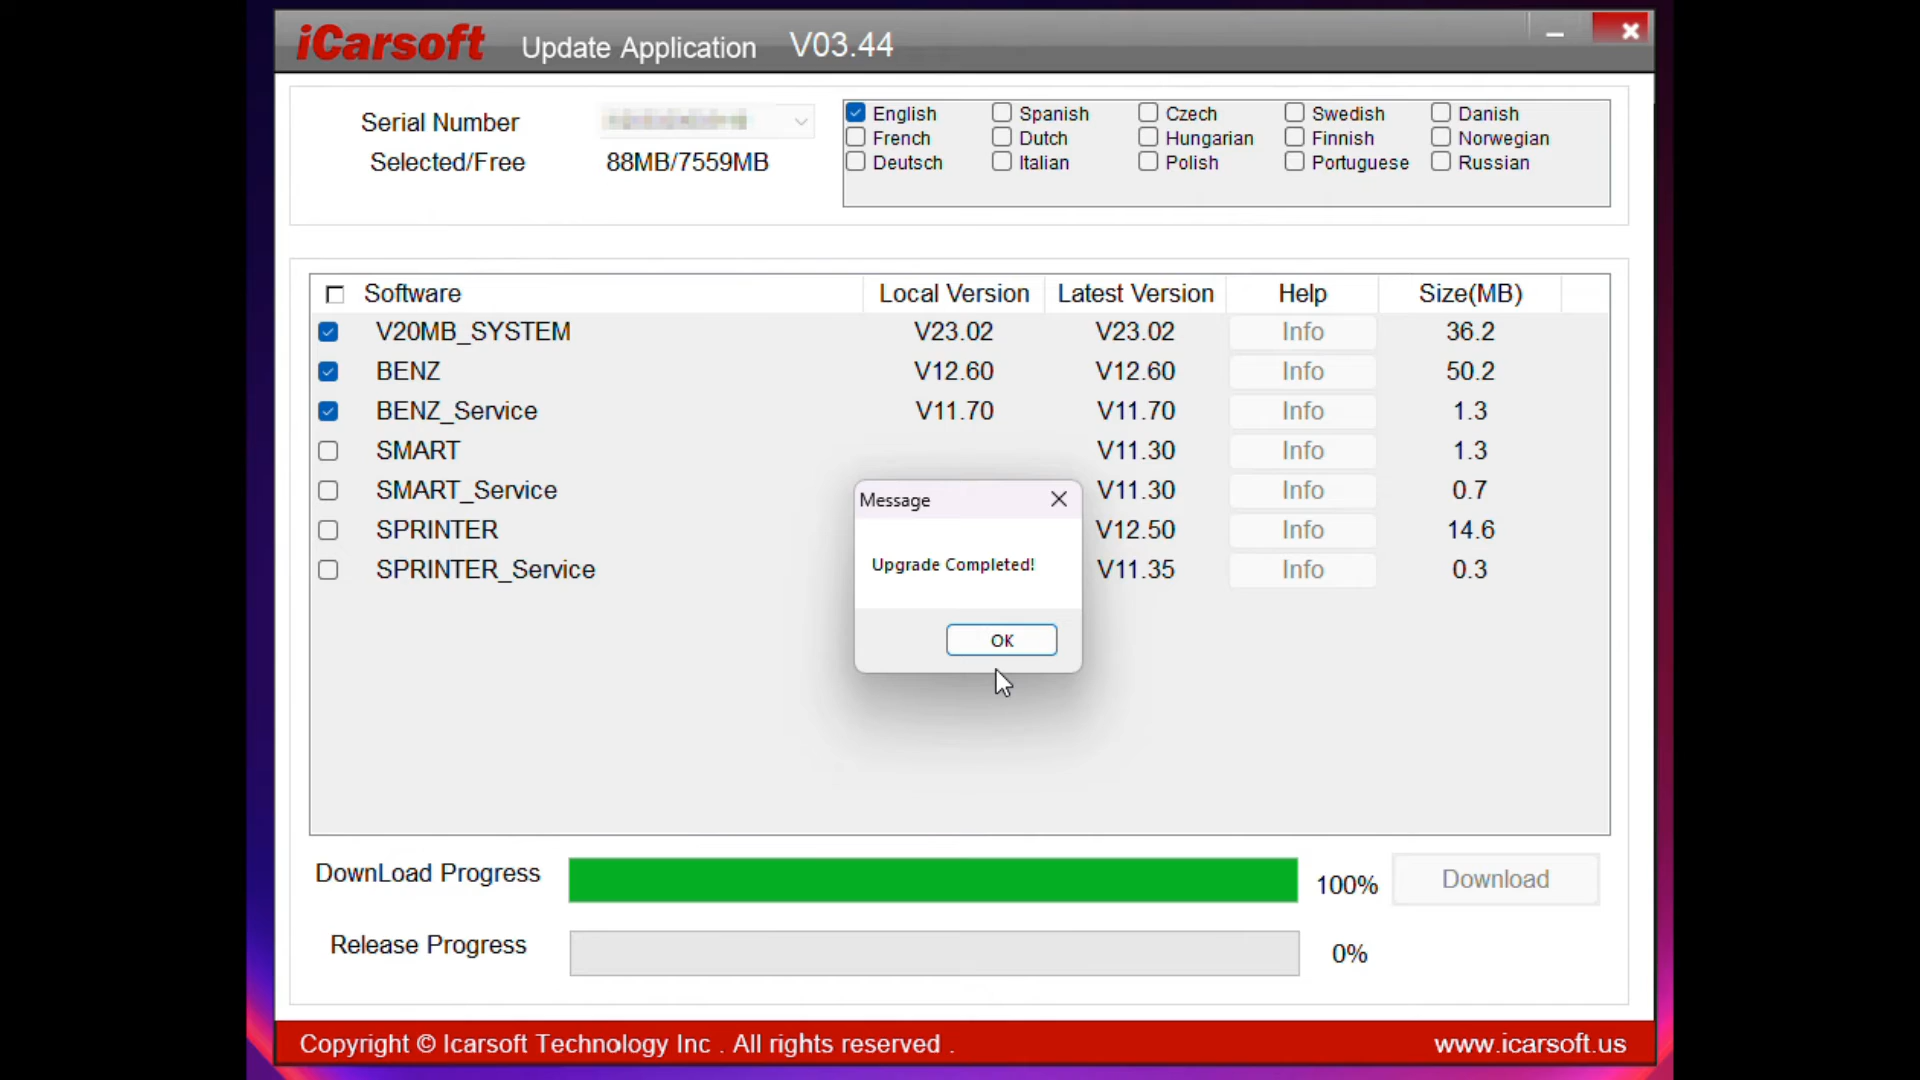 iCarsoft Update Application V03.44
Serial Number
Selected/Free 88MB/7559MB
English Spanish Czech Swedish Danish
French Dutch Hungarian Finnish Norwegian
Deutsch Italian Polish Portuguese Russian
Software Local Version Latest Version Help Size(MB)
V20MB_SYSTEM V23.02 V23.02 Info 36.2
BENZ V12.60 V12.60 Info 50.2
BENZ_Service V11.70 V11.70 Info 1.3
SMART V11.30 Info 1.3
SMART_Service V11.30 Info 0.7
SPRINTER V12.50 Info 14.6
SPRINTER_Service V11.35 Info 0.3
Message
Upgrade Completed!
OK
DownLoad Progress 100% Download
Release Progress 0%
Copyright © Icarsoft Technology Inc . All rights reserved . www.icarsoft.us